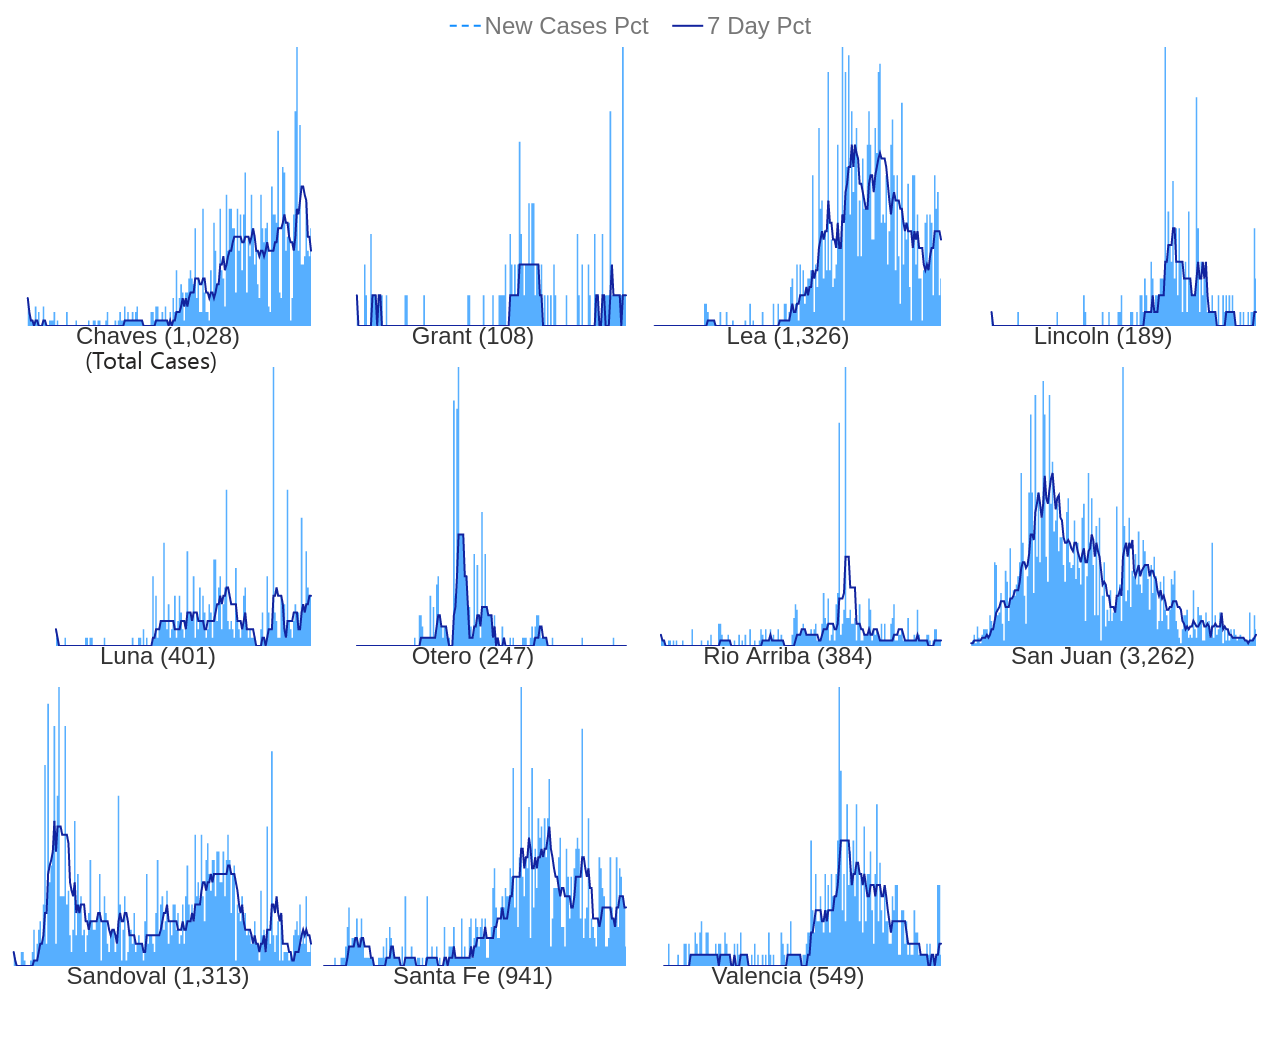 New Cases Pct 7 Day Pct
Chaves (1,028) Grant (108) Lea (1,326) Lincoln (189)
(Total Cases)
Luna (401) Otero (247) Rio Arriba (384) San Juan (3,262)
Sandoval (1,313) Santa Fe (941) Valencia (549)